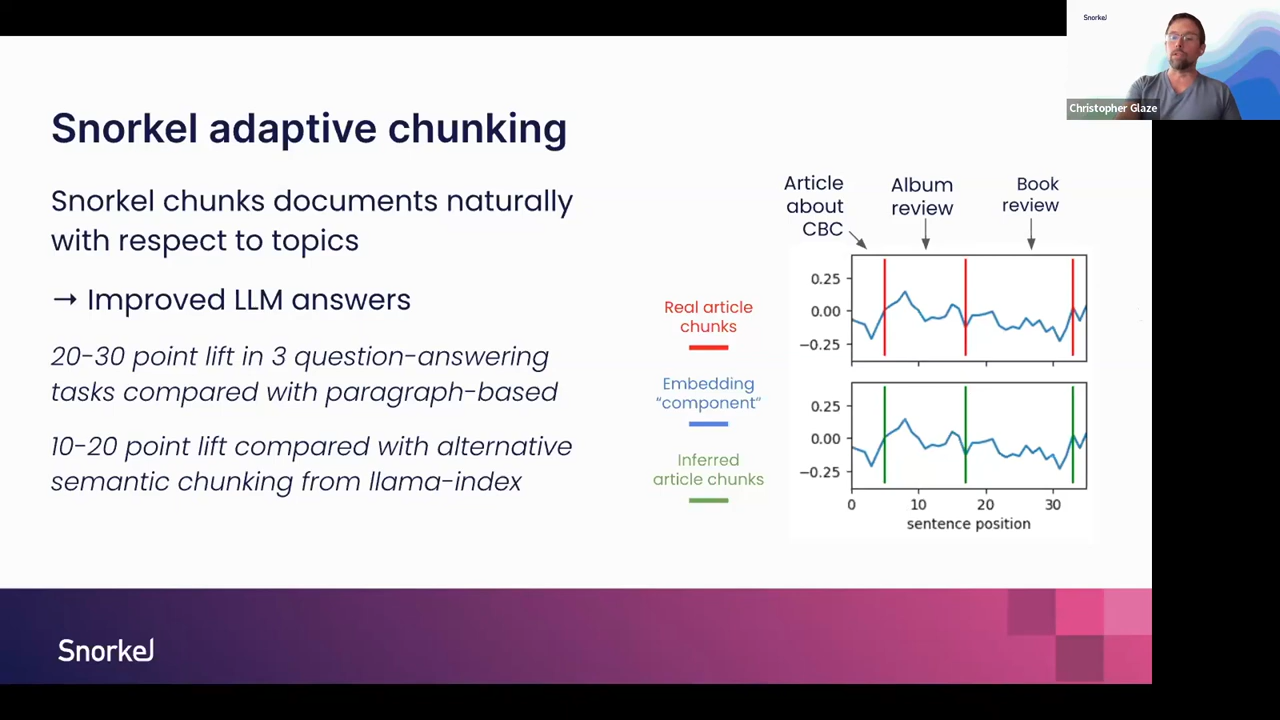 Snorkel
Christopher Glaze
Snorkel adaptive chunking
Snorkel chunks documents naturally
with respect to topics
→ Improved LLM answers
20-30 point lift in 3 question-answering
tasks compared with paragraph-based
10-20 point lift compared with alternative
semantic chunking from llama-index
Article
about
CBC
Album
review
Book
review
Real article
chunks
Embedding
"component"
Inferred
article chunks
0.25
0.00
−0.25
0.25
0.00
−0.25
0 10 20 30
sentence position
Snorkel